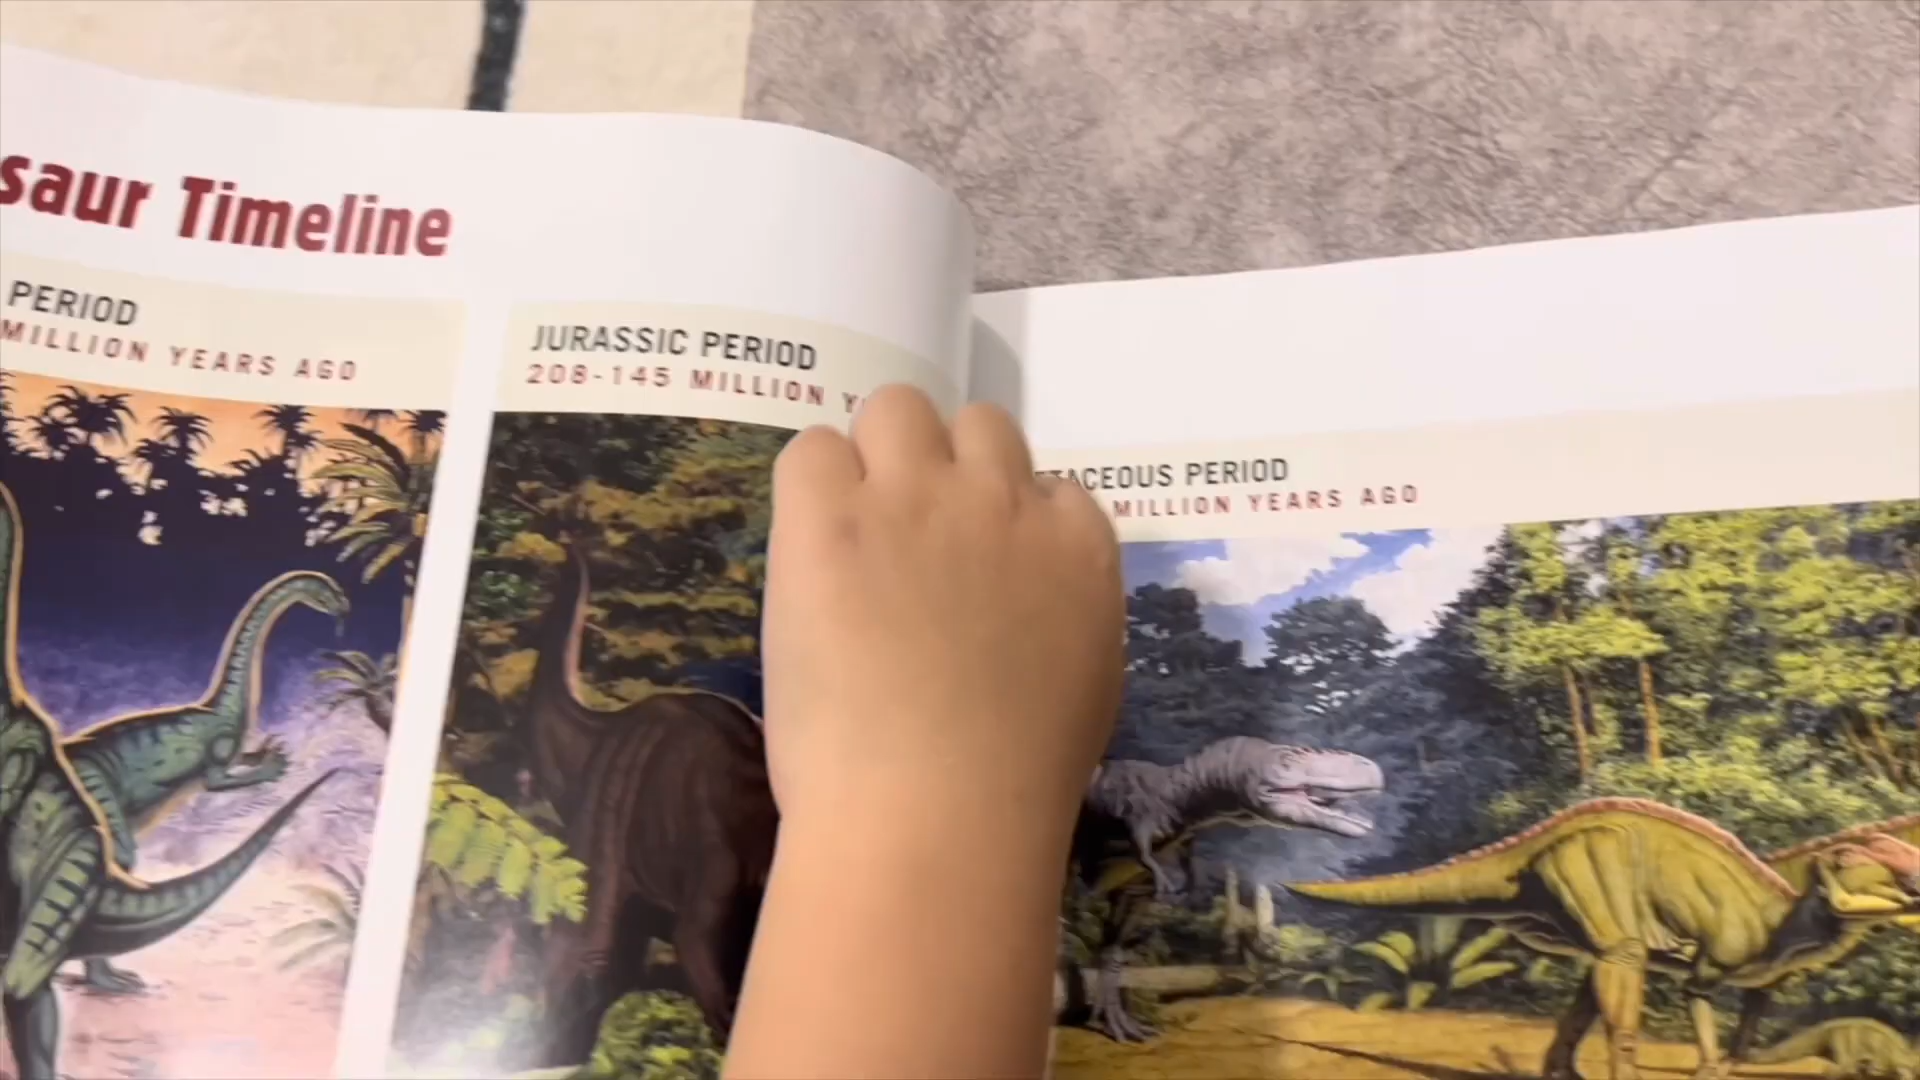 saur Timeline
PERIOD
MILLION YEARS AGO
JURASSIC PERIOD
208-145 MILLION Y
TACEOUS PERIOD
MILLION YEARS AGO